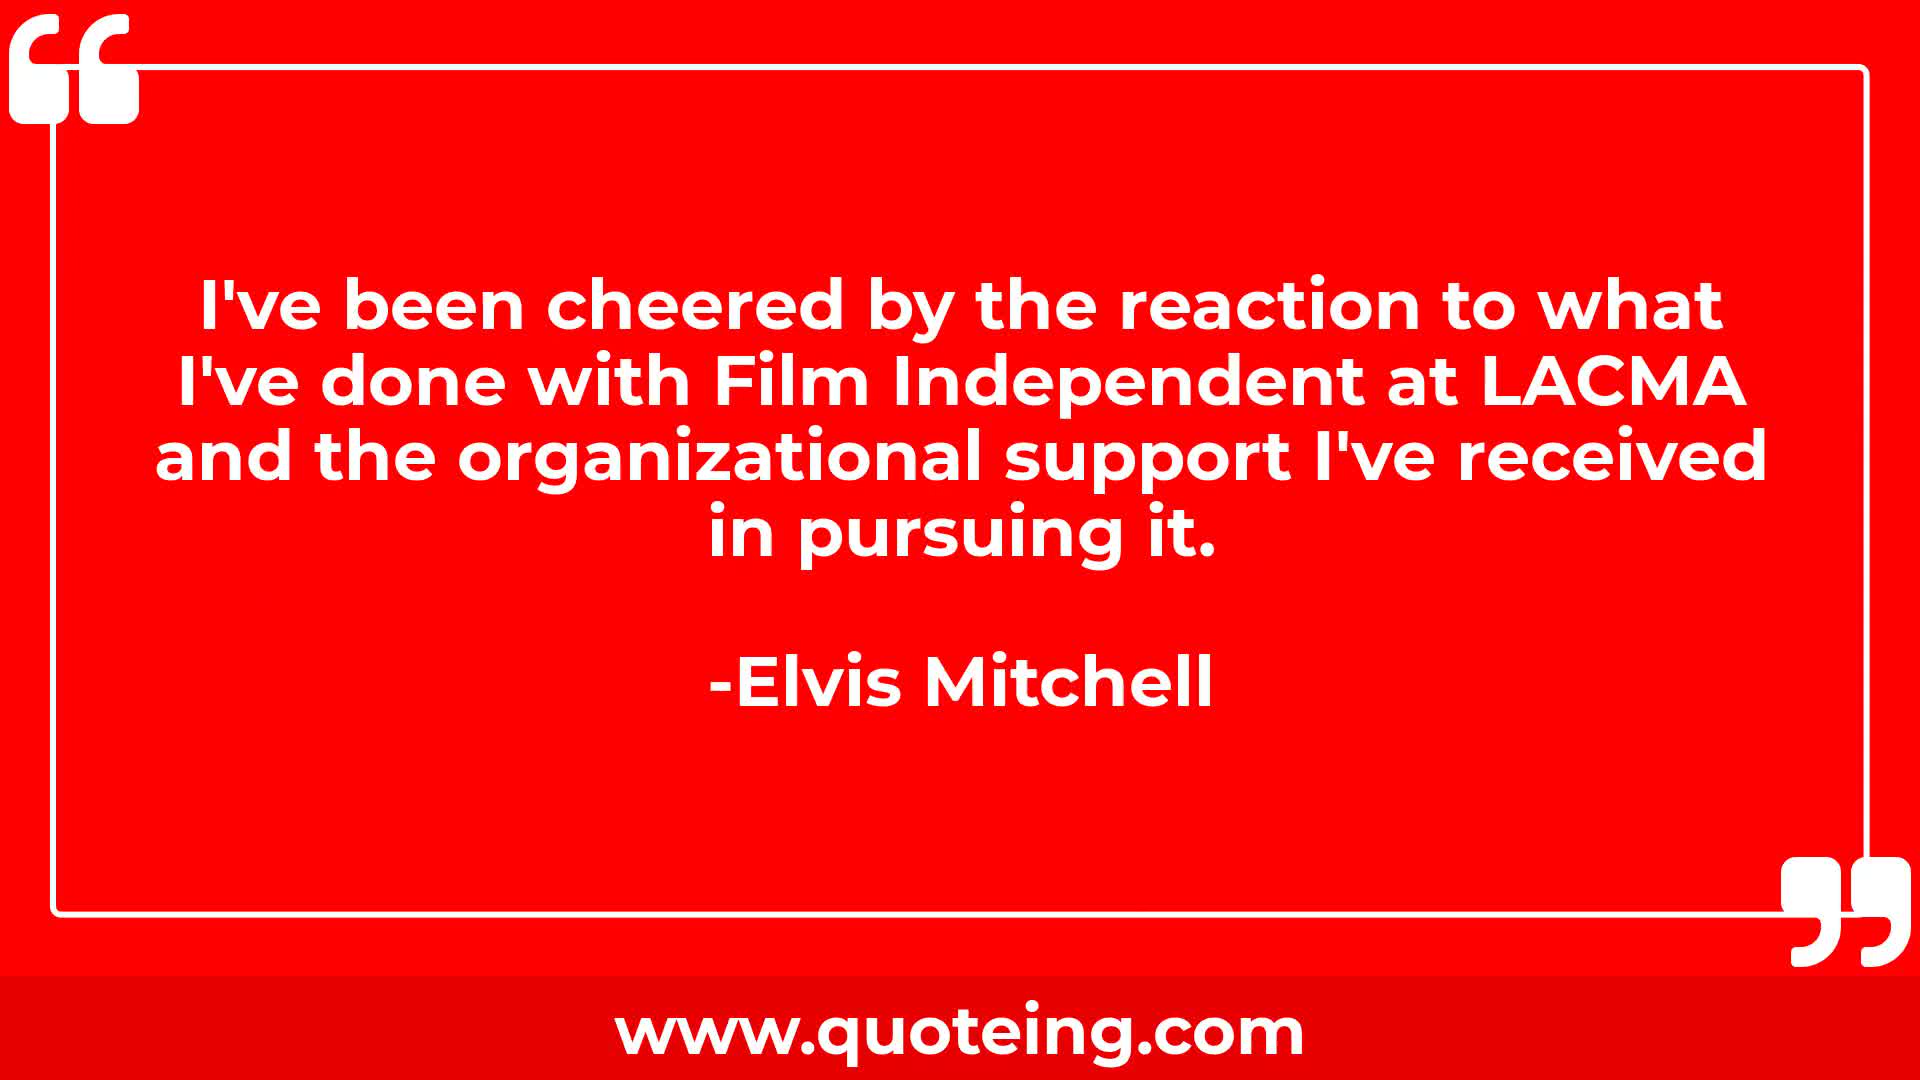 I've been cheered by the reaction to what
I've done with Film Independent at LACMA
and the organizational support I've received
in pursuing it.
-Elvis Mitchell
www.quoteing.com